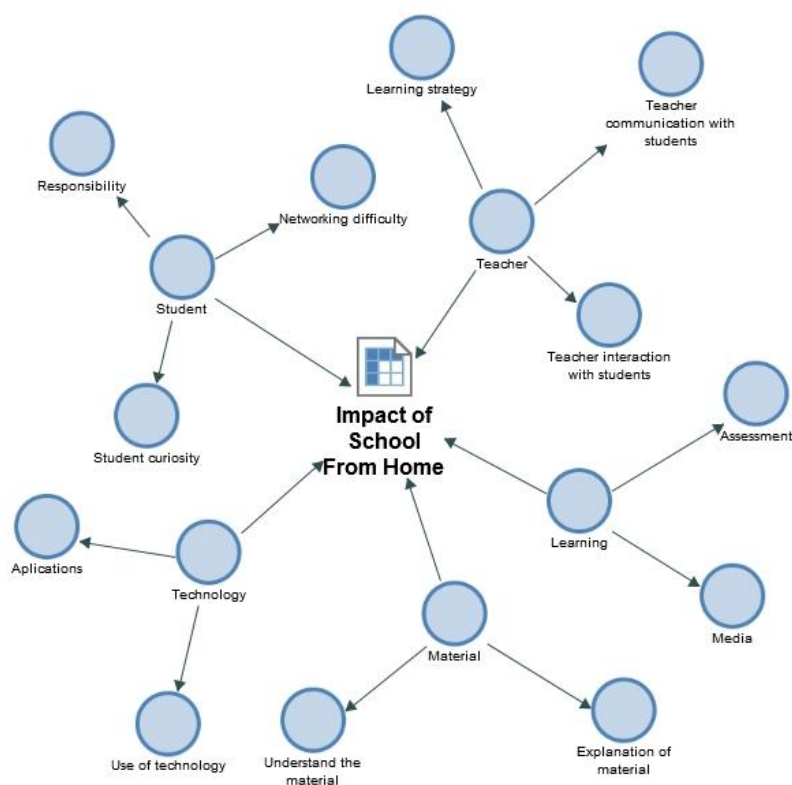 Learning strategy
Teacher
communication with
students
Responsibility
Networking difficulty
Student
Teacher
Teacher interaction
with students
Student curiosity
Impact of
School
From Home
Assessment
Aplications
Technology
Learning
Media
Material
Use of technology
Understand the
material
Explanation of
material